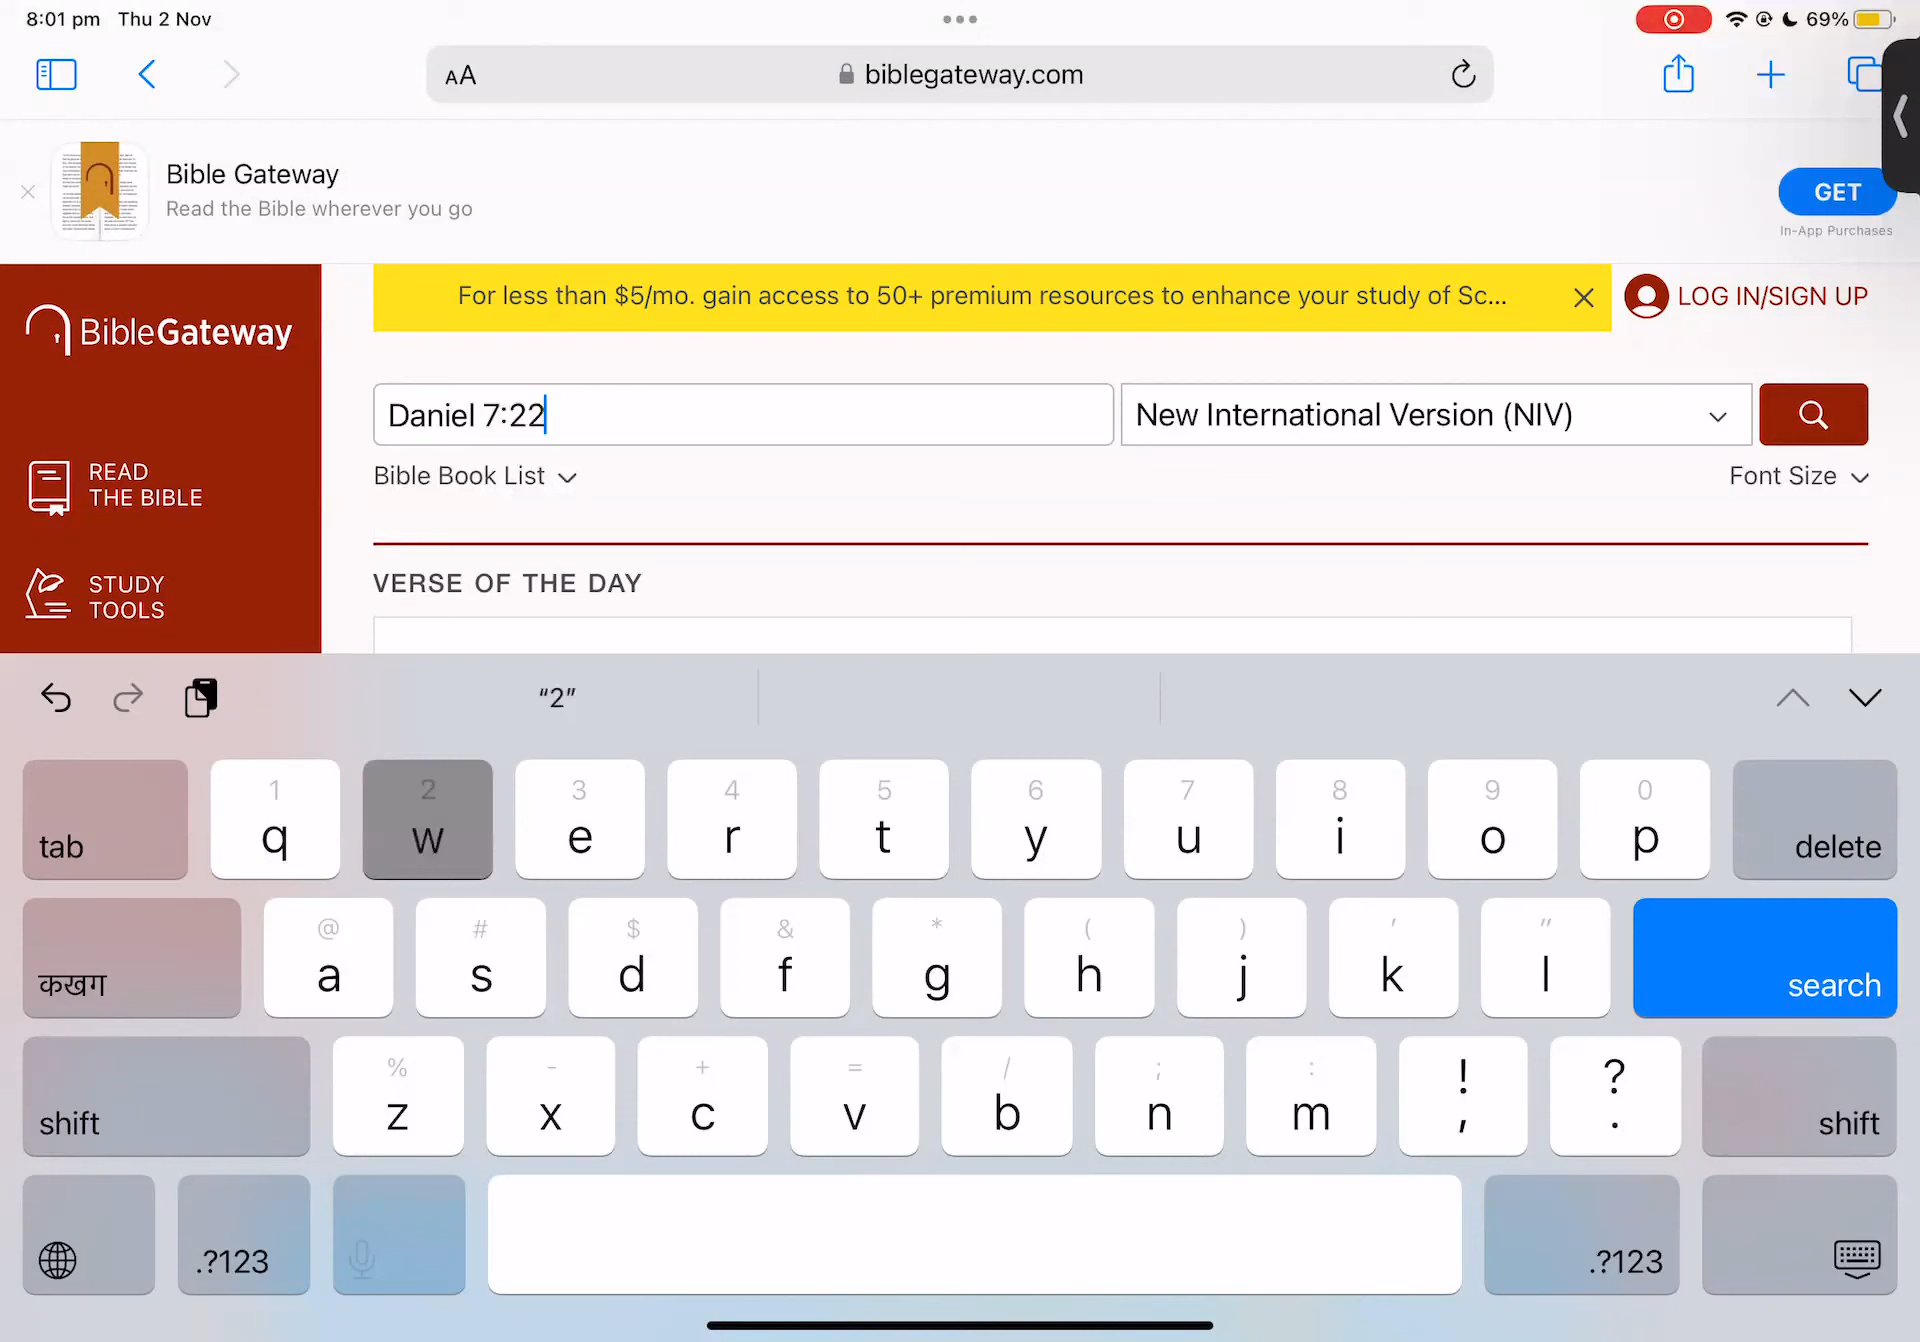 8:01 pm Thu 2 Nov
69%
AA biblegateway.com
Bible Gateway
Read the Bible wherever you go
GET
In-App Purchases
For less than $5/mo. gain access to 50+ premium resources to enhance your study of Sc...
LOG IN/SIGN UP
BibleGateway
Daniel 7:22 New International Version (NIV)
Bible Book List Font Size
READ
THE BIBLE
VERSE OF THE DAY
STUDY
TOOLS
“2”
1 2 3 4 5 6 7 8 9 0
tab q w e r t y u i o p delete
@ # $ & * ( ) ' "
कखग a s d f g h j k l search
% - + = / ; : ! ?
shift z x c v b n m , . shift
.?123 .?123